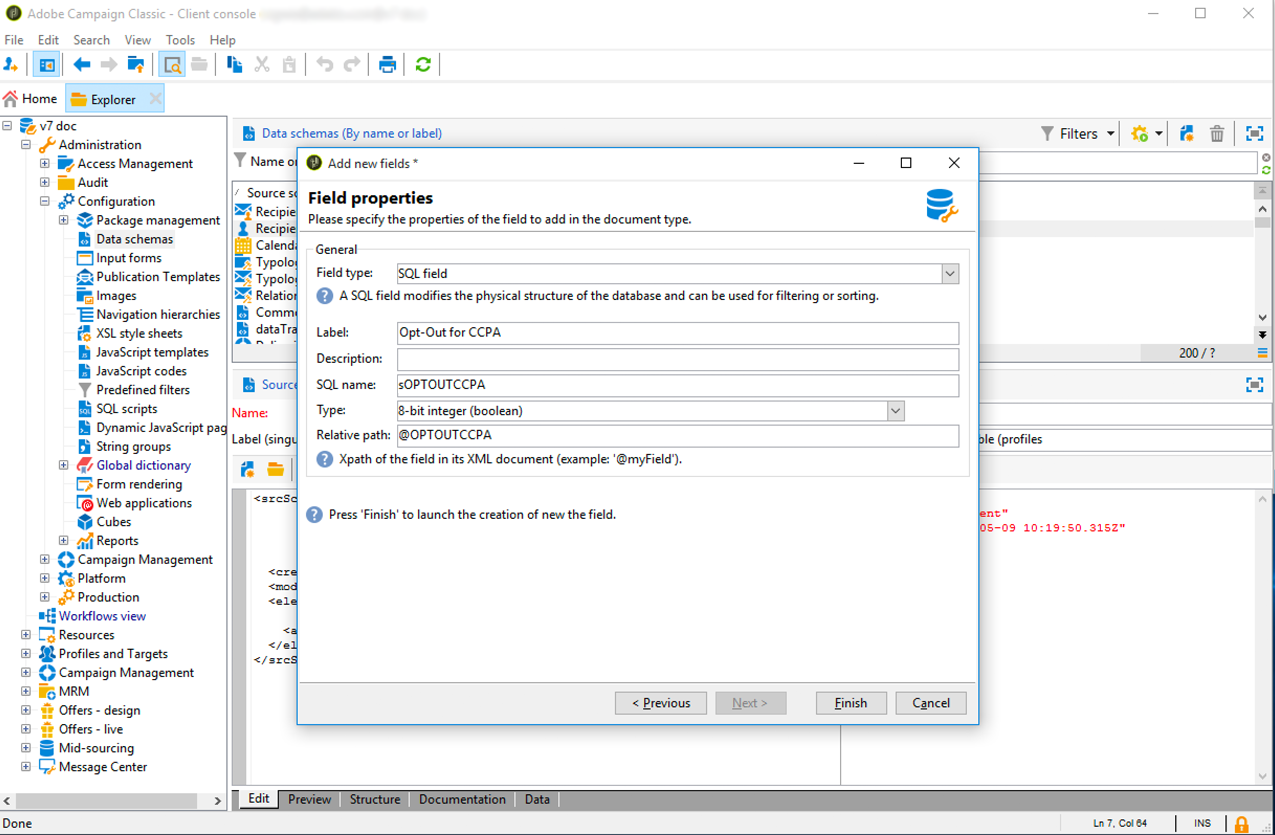 Adobe Campaign Classic - Client console
File Edit Search View Tools Help
Home Explorer
v7 doc
Administration
Access Management
Audit
Configuration
Package management
Data schemas
Input forms
Publication Templates
Images
Navigation hierarchies
XSL style sheets
JavaScript templates
JavaScript codes
Predefined filters
SQL scripts
Dynamic JavaScript pag
String groups
Global dictionary
Form rendering
Web applications
Cubes
Reports
Campaign Management
Platform
Production
Workflows view
Resources
Profiles and Targets
Campaign Management
MRM
Offers - design
Offers - live
Mid-sourcing
Message Center
Data schemas (By name or label)
Filters
Name or
Source sc
Recipie
Recipie
Calenda
Typolog
Typolog
Relation
Commo
dataTra
200 / ?
Source
Name:
Label (singu
ble (profiles
<srcSc
ent"
05-09 10:19:50.315Z"
<cre
<mod
<ele
<a
</el
</srcS
Add new fields *
Field properties
Please specify the properties of the field to add in the document type.
General
Field type: SQL field
A SQL field modifies the physical structure of the database and can be used for filtering or sorting.
Label: Opt-Out for CCPA
Description:
SQL name: sOPTOUTCCPA
Type: 8-bit integer (boolean)
Relative path: @OPTOUTCCPA
Xpath of the field in its XML document (example: '@myField').
Press 'Finish' to launch the creation of new the field.
< Previous Next > Finish Cancel
Edit Preview Structure Documentation Data
Done Ln 7, Col 64 INS